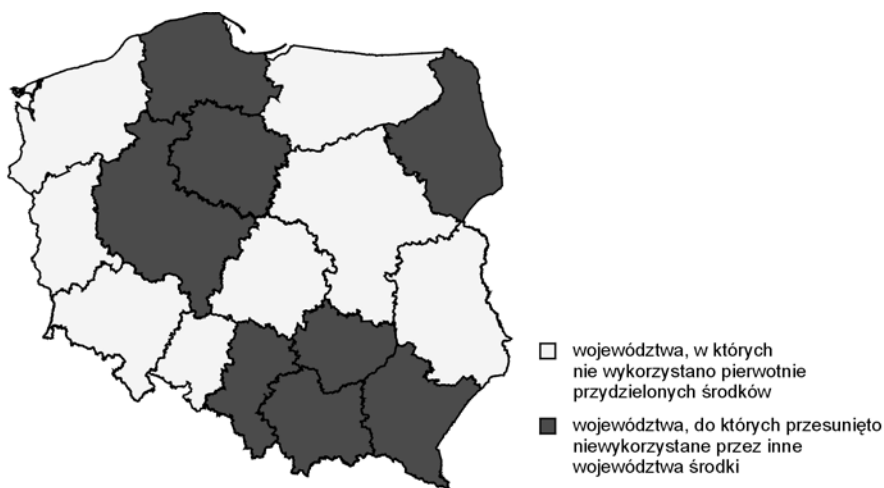 województwa, w których
nie wykorzystano pierwotnie
przydzielonych środków
województwa, do których przesunięto
niewykorzystane przez inne
województwa środki